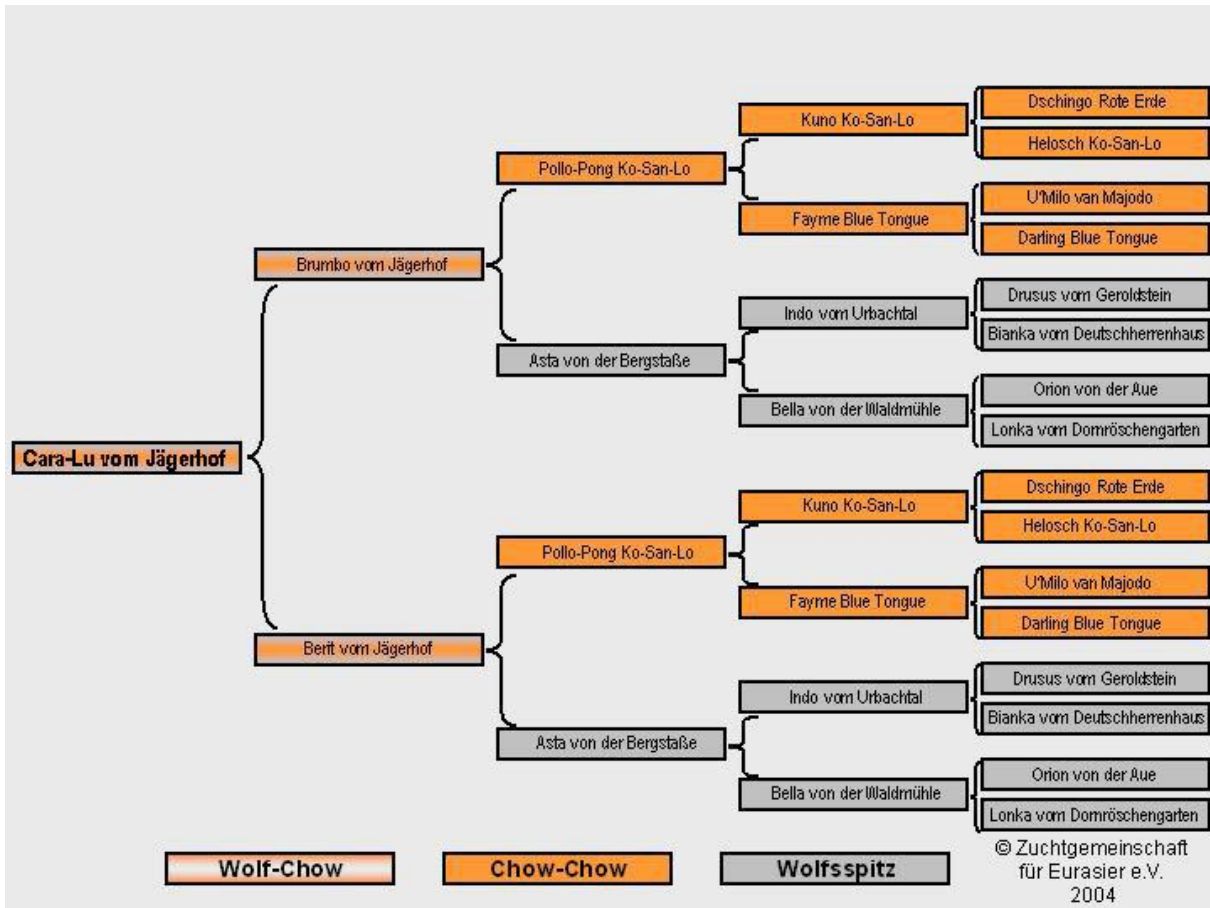 Dschingo Rote Erde
Kuno Ko-San-Lo
Helosch Ko-San-Lo
Pollo-Pong Ko-San-Lo
U'Milo van Majodo
Fayme Blue Tongue
Darling Blue Tongue
Brumbo vom Jägerhof
Drusus vom Geroldstein
Indo vom Urbachtal
Bianka vom Deutschherrenhaus
Asta von der Bergstaße
Orion von der Aue
Bella von der Waldmühle
Lonka vom Dornröschengarten
Cara-Lu vom Jägerhof
Dschingo Rote Erde
Kuno Ko-San-Lo
Helosch Ko-San-Lo
Pollo-Pong Ko-San-Lo
U'Milo van Majodo
Fayme Blue Tongue
Darling Blue Tongue
Berit vom Jägerhof
Drusus vom Geroldstein
Indo vom Urbachtal
Bianka vom Deutschherrenhaus
Asta von der Bergstaße
Orion von der Aue
Bella von der Waldmühle
Lonka vom Dornröschengarten
Wolf-Chow
Chow-Chow
Wolfsspitz
© Zuchtgemeinschaft
für Eurasier e.V.
2004